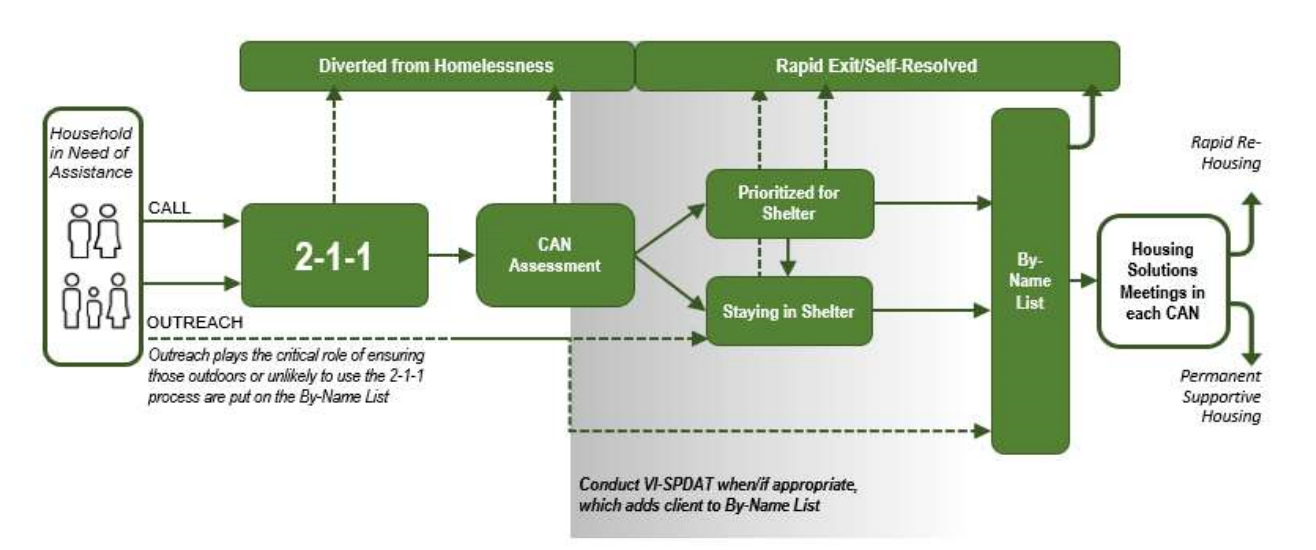 Diverted from Homelessness
Rapid Exit/Self-Resolved
Household
in Need of
Assistance
CALL
2-1-1
CAN
Assessment
Prioritized for
Shelter
Staying in Shelter
By-
Name
List
Housing
Solutions
Meetings in
each CAN
Rapid Re-
Housing
Permanent
Supportive
Housing
OUTREACH
Outreach plays the critical role of ensuring
those outdoors or unlikely to use the 2-1-1
process are put on the By-Name List
Conduct VI-SPDAT when/if appropriate,
which adds client to By-Name List